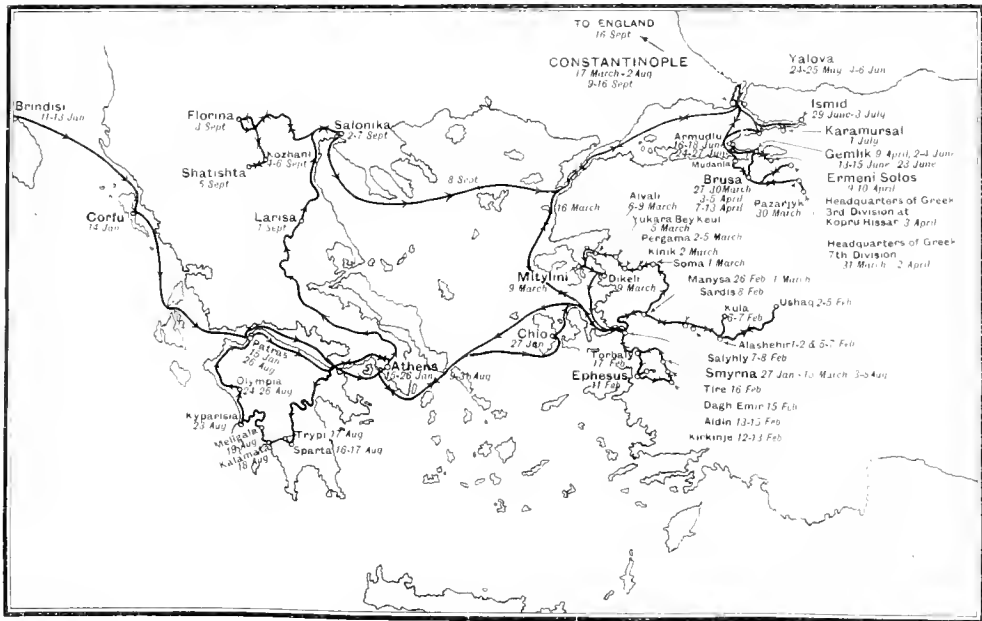 TO ENGLAND
16 Sept
CONSTANTINOPLE
17 March - 2 Aug
9-16 Sept
Yalova
24-25 May 4-6 Jun
Brindisi
11-13 Jan
Florina
3 Sept
Salonika
2-7 Sept
Ismid
29 June-3 July
Karamursal
1 July
Armudlu
16-18 Jun
24-27 June
Kozhani
4-6 Sept
Gemlik 9 April, 2-4 June
13-15 June 23 June
Mudania
Shatishta
5 Sept
8 Sept
Brusa
27 30 March
3-5 April
7-13 April
Ermeni Solos
9 10 April
Pazarjyk
30 March
Headquarters of Greek
3rd Division at
Kopru Hissar 3 April
Aivali
6-9 March
Corfu
14 Jan
Larisa
1 Sept
16 March
Yukara Bey Keui
5 March
Pergama 2-5 March
Kinik 2 March
Soma 1 March
Headquarters of Greek
7th Division
31 March 2 April
Mitylini
9 March
Dikeli
9 March
Manysa 26 Feb 1 March
Sardis 8 Feb
Kula
6-7 Feb
Ushaq 2-5 Feb
Chio
27 Jan
Alashehir 1-2 & 5-7 Feb
Patras
15 Jan
26 Aug
Athens
15-26 Jan
Torbaly
17 Feb
Salyhly 7-8 Feb
Ephesus
11 Feb
Smyrna 27 Jan - 15 March
Olympia
24 26 Aug
Tire 16 Feb
Dagh Emir 15 Feb
Kyparisia
23 Aug
Aidin 13-15 Feb
Meligala
19 Aug
Trypi 17 Aug
Kirkinje 12-13 Feb
Kalamata
18 Aug
Sparta 16-17 Aug